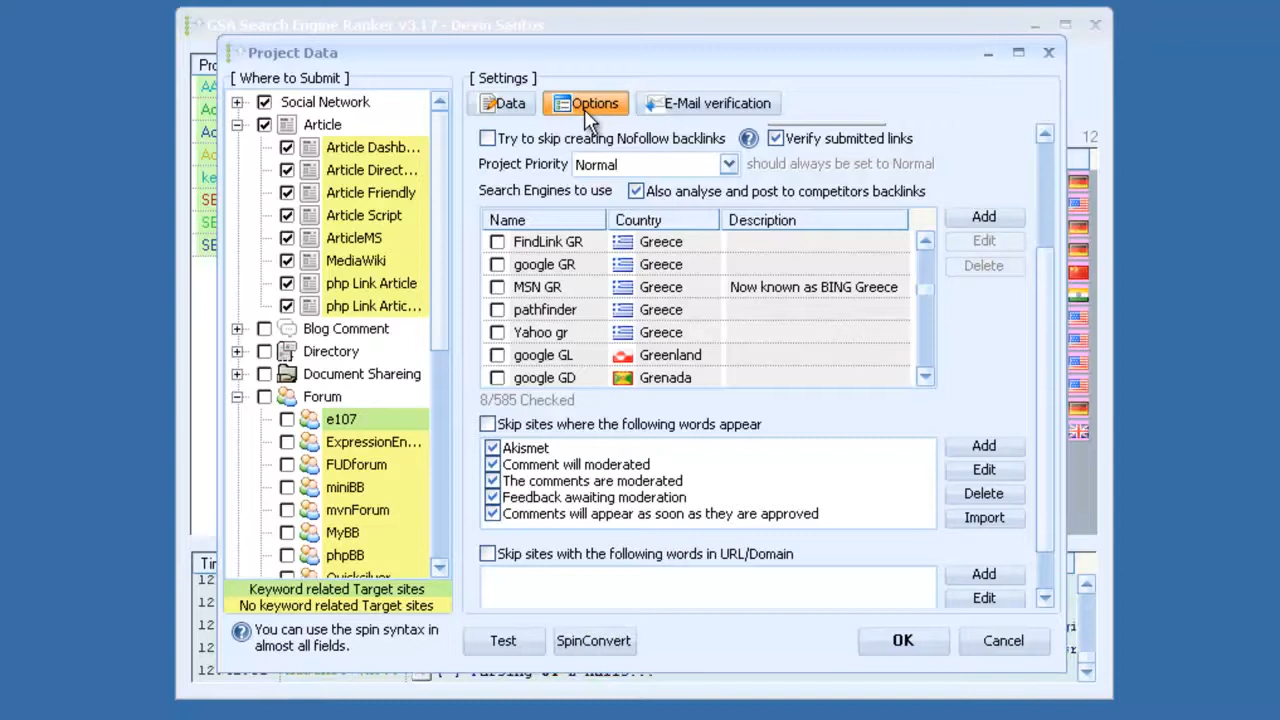 GSA Search Engine Ranker v3.17 - Devor Santus
Project Data
[ Where to Submit ]
Social Network
Article
Article Dashb...
Article Direct...
Article Friendly
Article Script
ArticleMS
MediaWiki
php Link Article
php Link Artic...
Blog Comment
Directory
Document Shareing
Forum
e107
ExpressionEn...
FUDforum
miniBB
mvnForum
MyBB
phpBB
Quicksilver
Keyword related Target sites
No keyword related Target sites
You can use the spin syntax in
almost all fields.
[ Settings ]
Data Options E-Mail verification
Try to skip creating Nofollow backlinks Verify submitted links
Project Priority Normal should always be set to Normal
Search Engines to use Also analyse and post to competitors backlinks
Name Country Description
FindLink GR Greece
google GR Greece
MSN GR Greece Now known as BING Greece
pathfinder Greece
Yahoo gr Greece
google GL Greenland
google GD Grenada
Add
Edit
Delete
8/585 Checked
Skip sites where the following words appear
Akismet
Comment will moderated
The comments are moderated
Feedback awaiting moderation
Comments will appear as soon as they are approved
Add
Edit
Delete
Import
Skip sites with the following words in URL/Domain
Add
Edit
Test SpinConvert OK Cancel
12